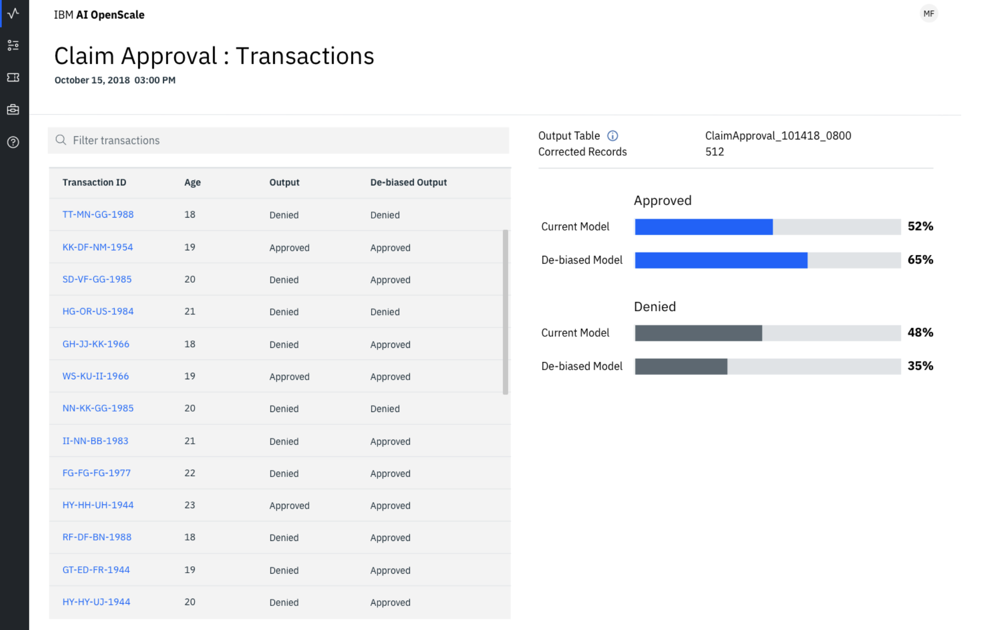 IBM AI OpenScale
MF
Claim Approval : Transactions
October 15, 2018 03:00 PM
Filter transactions
Transaction ID Age Output De-biased Output
TT-MN-GG-1988 18 Denied Denied
KK-DF-NM-1954 19 Approved Approved
SD-VF-GG-1985 20 Denied Approved
HG-OR-US-1984 21 Denied Denied
GH-JJ-KK-1966 18 Denied Approved
WS-KU-II-1966 19 Approved Approved
NN-KK-GG-1985 20 Denied Denied
II-NN-BB-1983 21 Denied Approved
FG-FG-FG-1977 22 Denied Approved
HY-HH-UH-1944 23 Approved Approved
RF-DF-BN-1988 18 Denied Approved
GT-ED-FR-1944 19 Denied Approved
HY-HY-UJ-1944 20 Denied Approved
Output Table ClaimApproval_101418_0800
Corrected Records 512
Approved
Current Model 52%
De-biased Model 65%
Denied
Current Model 48%
De-biased Model 35%